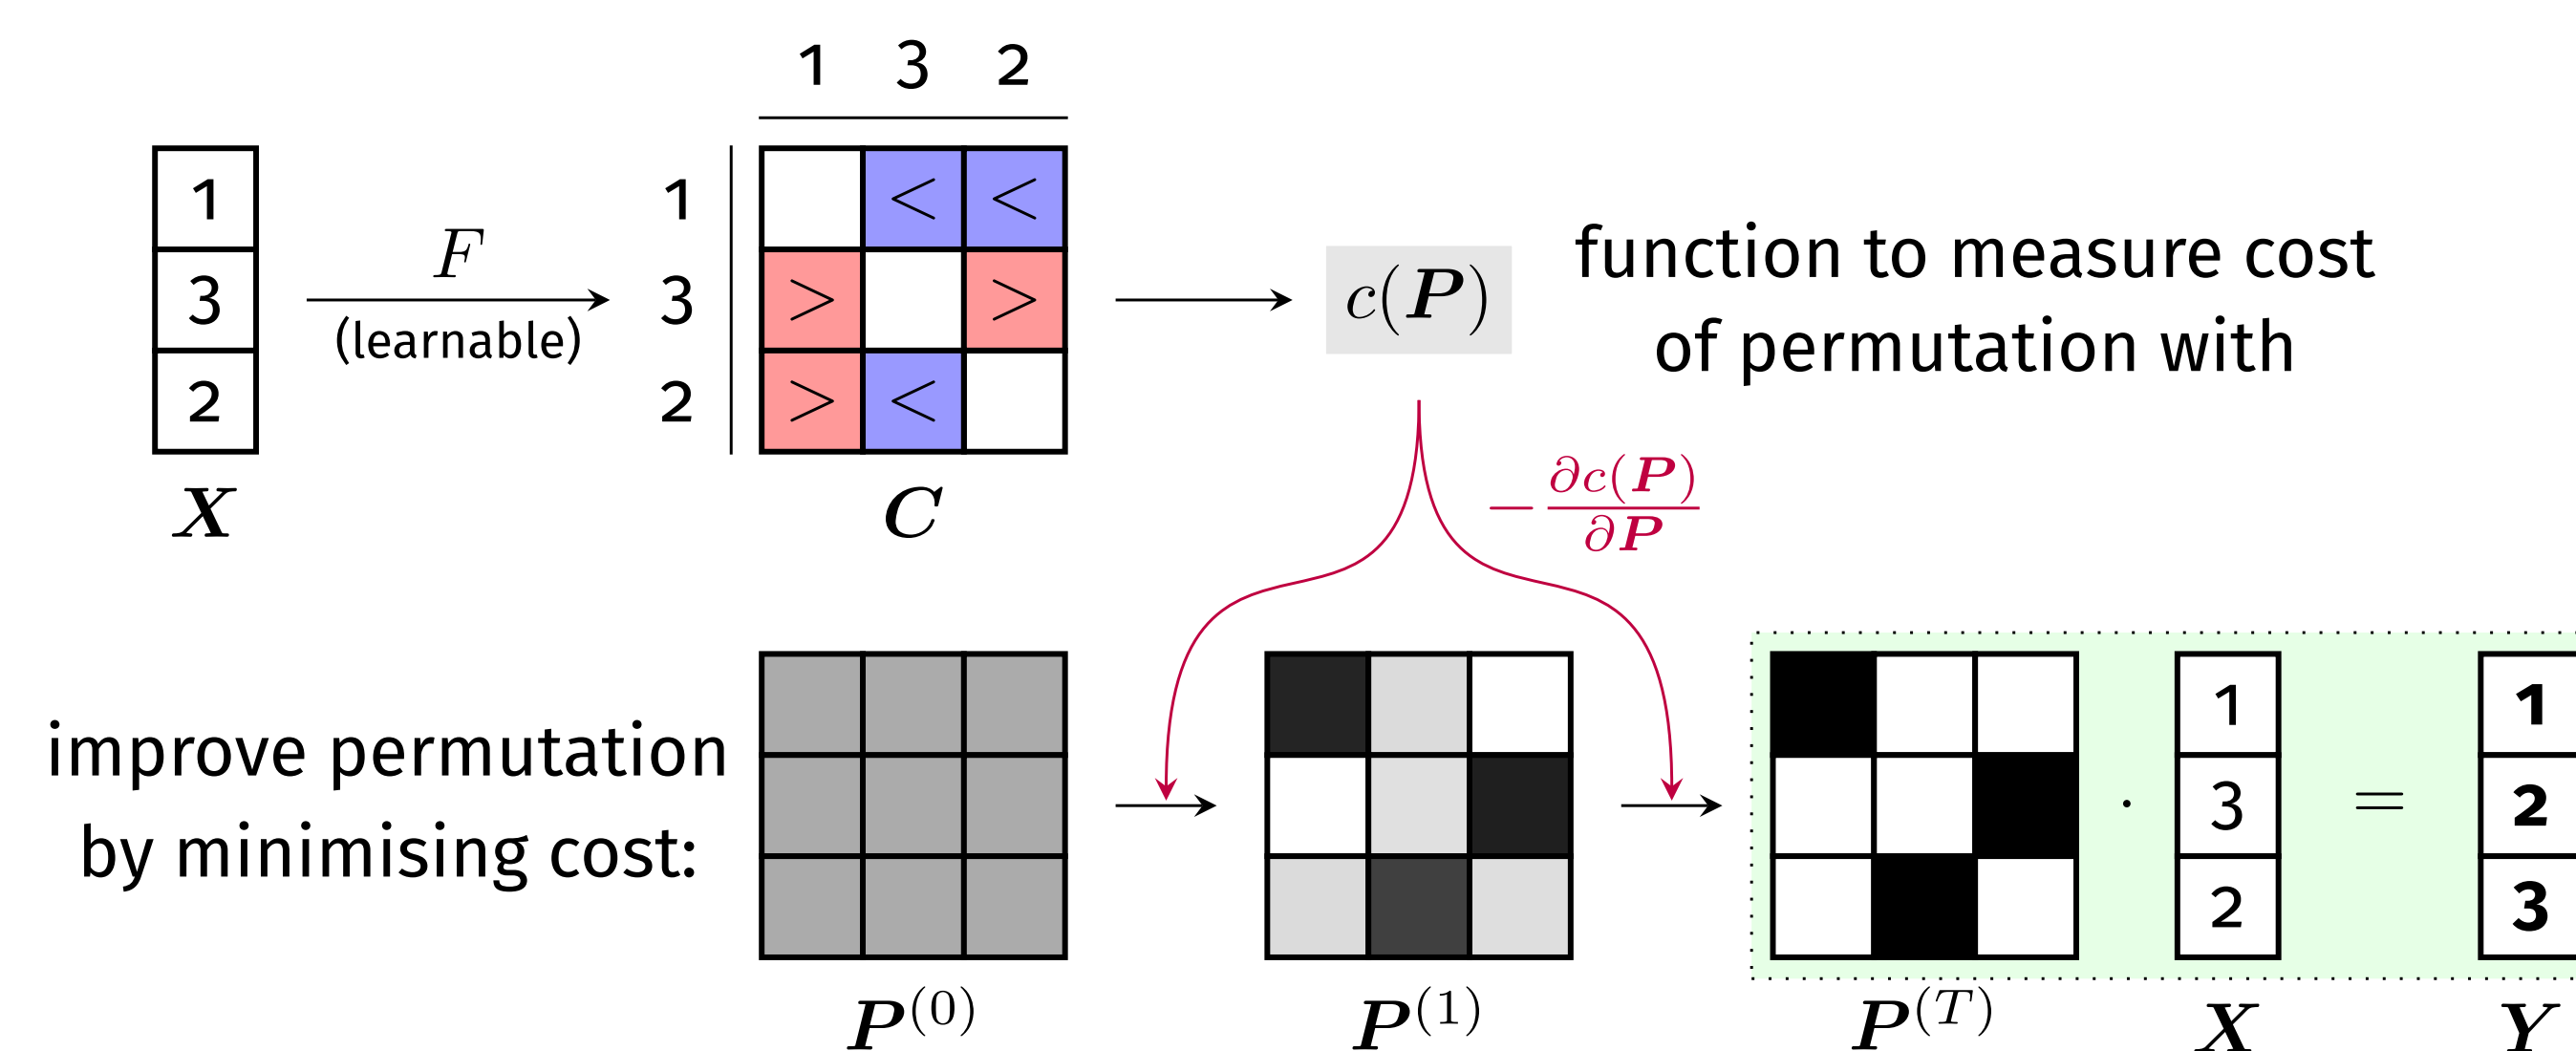 1 3 2
1 < <
3 > >
2 > <
1
3
2
X
F
(learnable)
C
c(P)
function to measure cost
of permutation with
−∂c(P)/∂P
improve permutation
by minimising cost:
P^(0)
P^(1)
P^(T)
·
1
3
2
X
=
1
2
3
Y